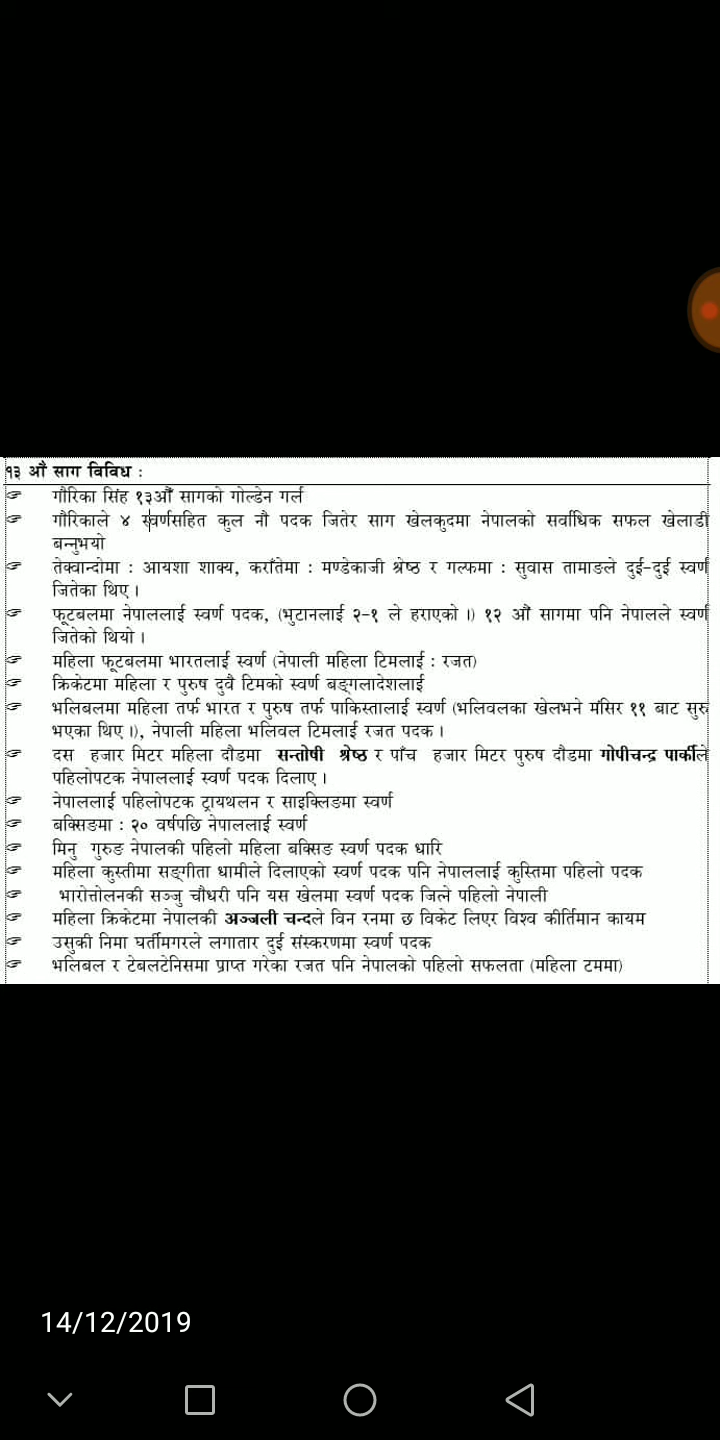 १३ औं साग विविध :
☞ गौरिका सिंह १३औं सागको गोल्डेन गर्ल
☞ गौरिकाले ४ स्वर्णसहित कुल नौ पदक जितेर साग खेलकुदमा नेपालको सर्वाधिक सफल खेलाडी
बन्नुभयो
☞ तेक्वान्दोमा : आयशा शाक्य, कराँतेमा : मण्डेकाजी श्रेष्ठ र गल्फमा : सुवास तामाङले दुई-दुई स्वर्ण
जितेका थिए ।
☞ फूटबलमा नेपाललाई स्वर्ण पदक, (भुटानलाई २-१ ले हराएको ।) १२ औं सागमा पनि नेपालले स्वर्ण
जितेको थियो ।
☞ महिला फूटबलमा भारतलाई स्वर्ण (नेपाली महिला टिमलाई : रजत)
☞ क्रिकेटमा महिला र पुरुष दुवै टिमको स्वर्ण बङ्गलादेशलाई
☞ भलिबलमा महिला तर्फ भारत र पुरुष तर्फ पाकिस्तालाई स्वर्ण (भलिवलका खेलभने मंसिर ११ बाट सुरु
भएका थिए ।), नेपाली महिला भलिवल टिमलाई रजत पदक ।
☞ दस हजार मिटर महिला दौडमा सन्तोषी श्रेष्ठ र पाँच हजार मिटर पुरुष दौडमा गोपीचन्द्र पार्कीले
पहिलोपटक नेपाललाई स्वर्ण पदक दिलाए ।
☞ नेपाललाई पहिलोपटक ट्रायथलन र साइक्लिङमा स्वर्ण
☞ बक्सिङमा : २० वर्षपछि नेपाललाई स्वर्ण
☞ मिनु गुरुङ नेपालकी पहिलो महिला बक्सिङ स्वर्ण पदक धारि
☞ महिला कुस्तीमा सङ्गीता धामीले दिलाएको स्वर्ण पदक पनि नेपाललाई कुस्तिमा पहिलो पदक
☞ भारोत्तोलनकी सञ्जु चौधरी पनि यस खेलमा स्वर्ण पदक जित्ने पहिलो नेपाली
☞ महिला क्रिकेटमा नेपालकी अञ्जली चन्दले विन रनमा छ विकेट लिएर विश्व कीर्तिमान कायम
☞ उसुकी निमा घर्तीमगरले लगातार दुई संस्करणमा स्वर्ण पदक
☞ भलिबल र टेबलटेनिसमा प्राप्त गरेका रजत पनि नेपालको पहिलो सफलता (महिला टममा)
14/12/2019